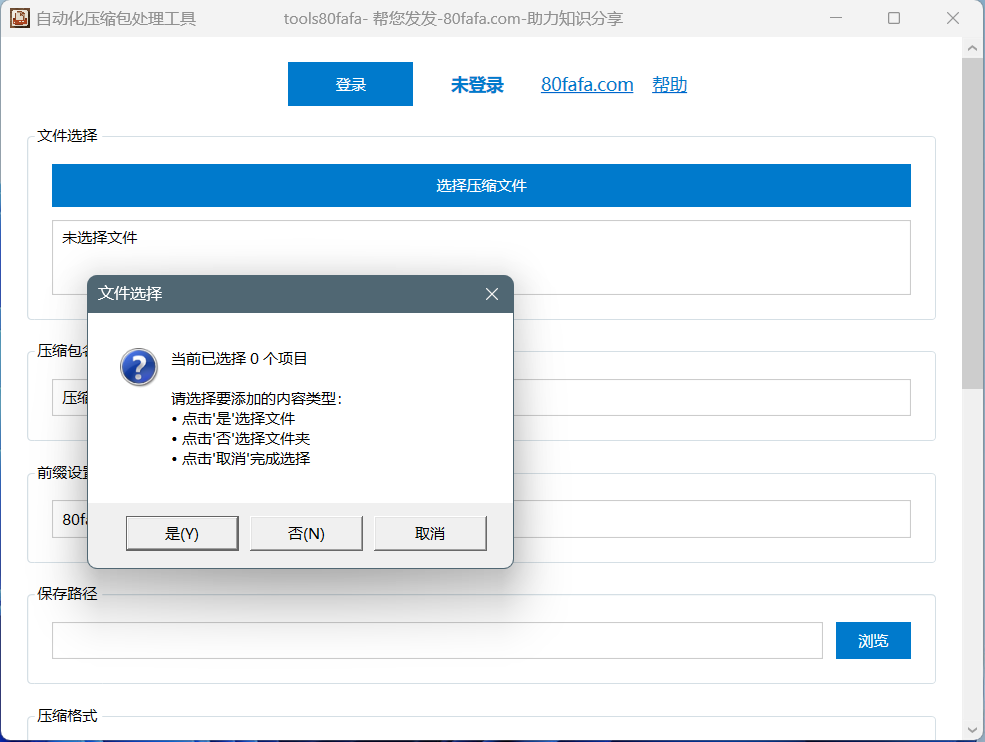 自动化压缩包处理工具 tools80fafa- 帮您发发-80fafa.com-助力知识分享
登录 未登录 80fafa.com 帮助
文件选择
选择压缩文件
未选择文件
文件选择
当前已选择 0 个项目
请选择要添加的内容类型：
• 点击'是'选择文件
• 点击'否'选择文件夹
• 点击'取消'完成选择
是(Y) 否(N) 取消
压缩包
压缩
前缀设
80f
保存路径
浏览
压缩格式